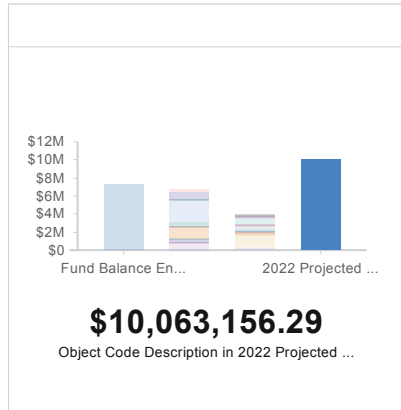 $12M
$10M
$8M
$6M
$4M
$2M
$0
Fund Balance En...
2022 Projected ...
$10,063,156.29
Object Code Description in 2022 Projected ...